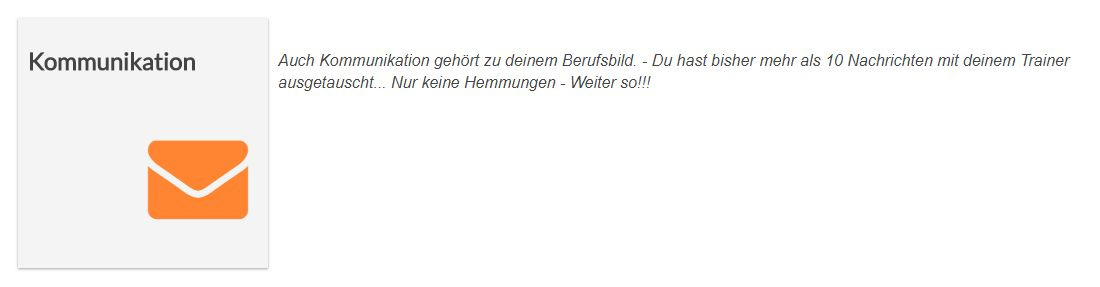 Kommunikation
Auch Kommunikation gehört zu deinem Berufsbild. - Du hast bisher mehr als 10 Nachrichten mit deinem Trainer
ausgetauscht... Nur keine Hemmungen - Weiter so!!!